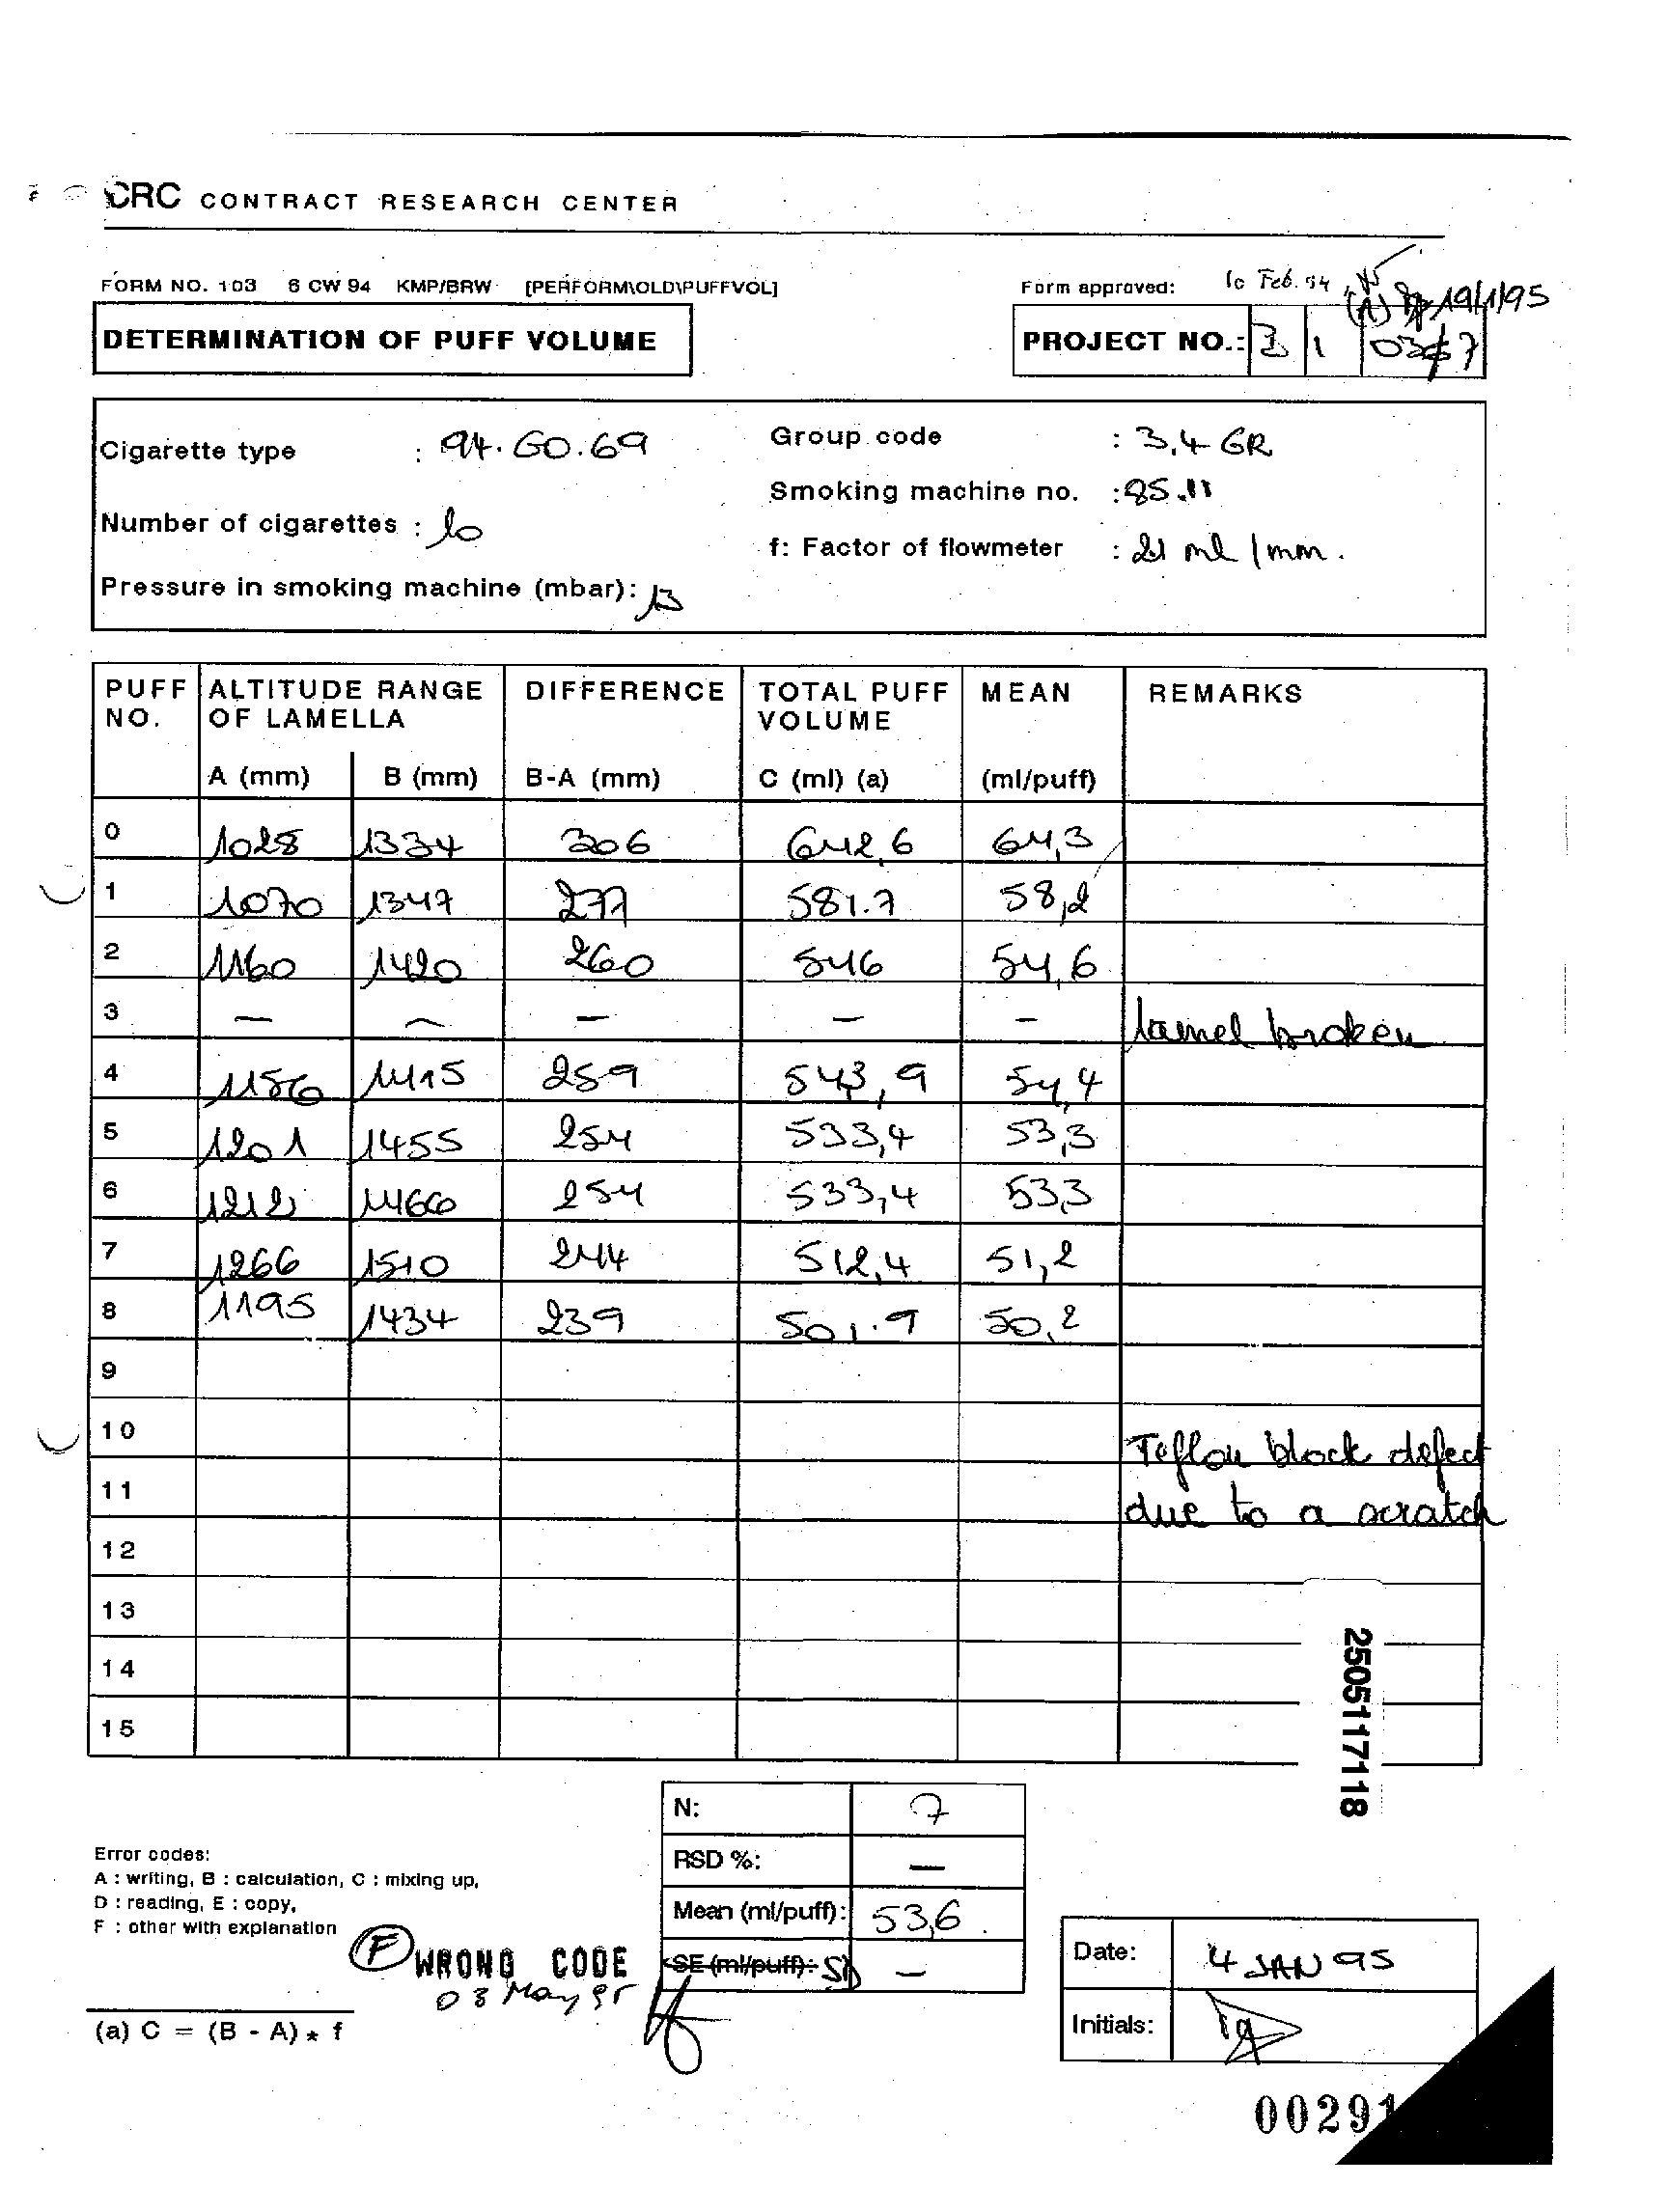 CRC CONTRACT RESEARCH CENTER
FORM NO. 103 6 CW 94 KMP/BRW [PERFORM\OLD\PUFFVOL]
Form approved: 10 Feb. 94
(A) 19/1/95
DETERMINATION OF PUFF VOLUME
PROJECT NO.: 3 1
Cigarette type : 94.GO.69
Group code : 3.4 GR
Smoking machine no. : 85.11
Number of cigarettes : 10
f: Factor of flowmeter : 2,1 ml / mm.
Pressure in smoking machine (mbar): 13
PUFF NO. ALTITUDE RANGE OF LAMELLA DIFFERENCE TOTAL PUFF VOLUME MEAN REMARKS
A (mm) B (mm) B-A (mm) C (ml) (a) (ml/puff)
0 1028 1334 306 642,6 64,3
1 1070 1347 277 581.7 58,2
2 1160 1420 260 546 54,6
3 – – – – – lamel broken
4 1156 1415 259 543,9 54,4
5 1201 1455 254 533,4 53,3
6 1212 1466 254 533,4 53,3
7 1266 1510 244 512,4 51,2
8 1195 1434 239 501.9 50,2
9
10 Teflon block defect
11 due to a scratch
12
13
14
15
2505117118
N: 7
RSD %: –
Mean (ml/puff): 53,6
SE (ml/puff): SD –
Error codes:
A : writing, B : calculation, C : mixing up,
D : reading, E : copy,
F : other with explanation
(F) WRONG CODE
03 May 95
(a) C = (B - A) * f
Date: 4 JAN 95
Initials:
00291